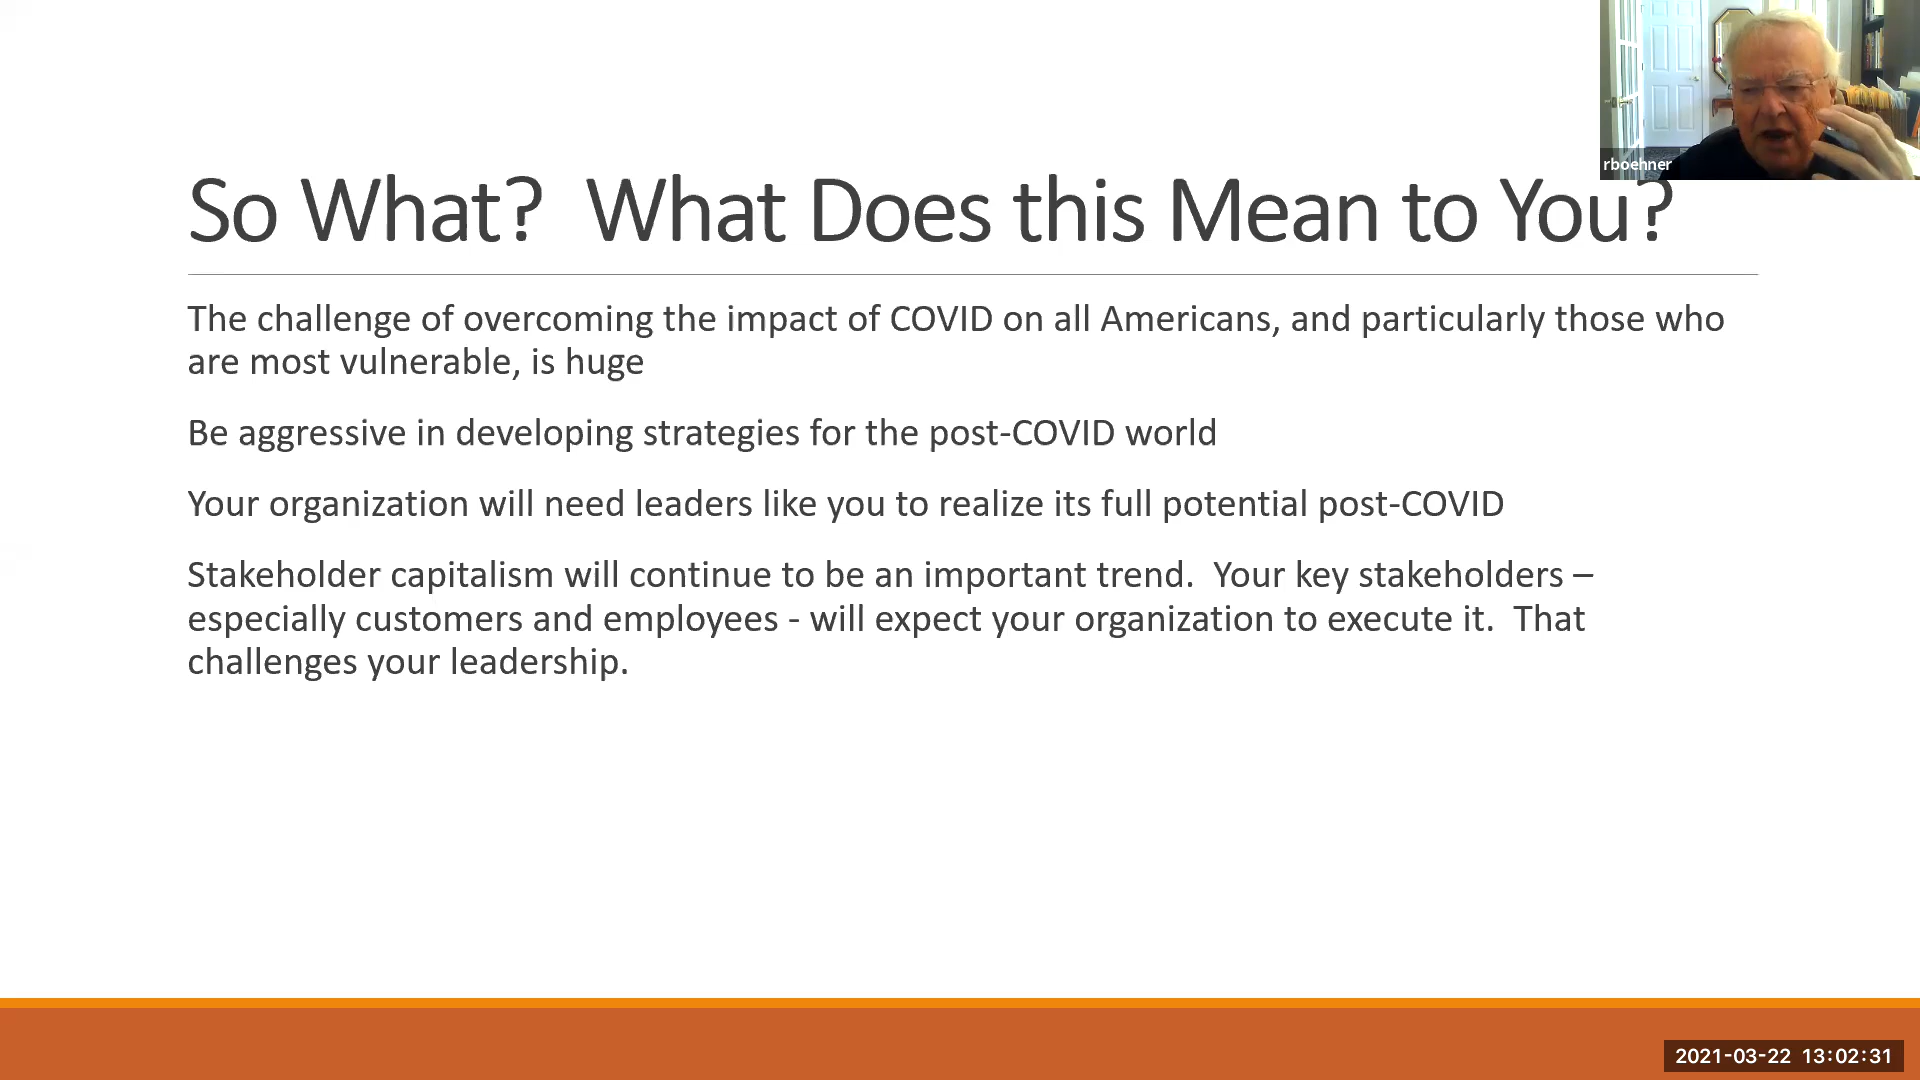 rboehner
So What?  What Does this Mean to You?
The challenge of overcoming the impact of COVID on all Americans, and particularly those who
are most vulnerable, is huge
Be aggressive in developing strategies for the post-COVID world
Your organization will need leaders like you to realize its full potential post-COVID
Stakeholder capitalism will continue to be an important trend.  Your key stakeholders –
especially customers and employees - will expect your organization to execute it.  That
challenges your leadership.
2021-03-22  13:02:31